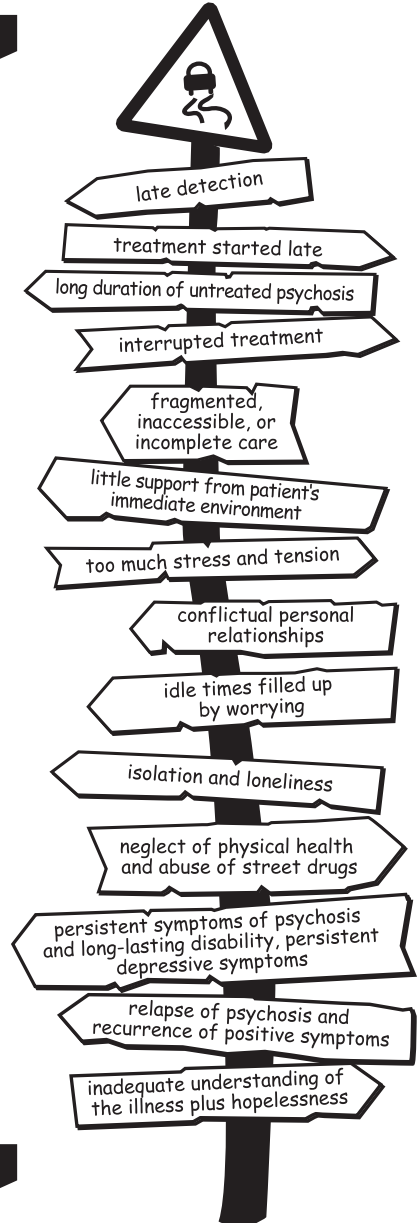 late detection
treatment started late
long duration of untreated psychosis
interrupted treatment
fragmented,
inaccessible, or
incomplete care
little support from patient's
immediate environment
too much stress and tension
conflictual personal
relationships
idle times filled up
by worrying
isolation and loneliness
neglect of physical health
and abuse of street drugs
persistent symptoms of psychosis
and long-lasting disability, persistent
depressive symptoms
relapse of psychosis and
recurrence of positive symptoms
inadequate understanding of
the illness plus hopelessness